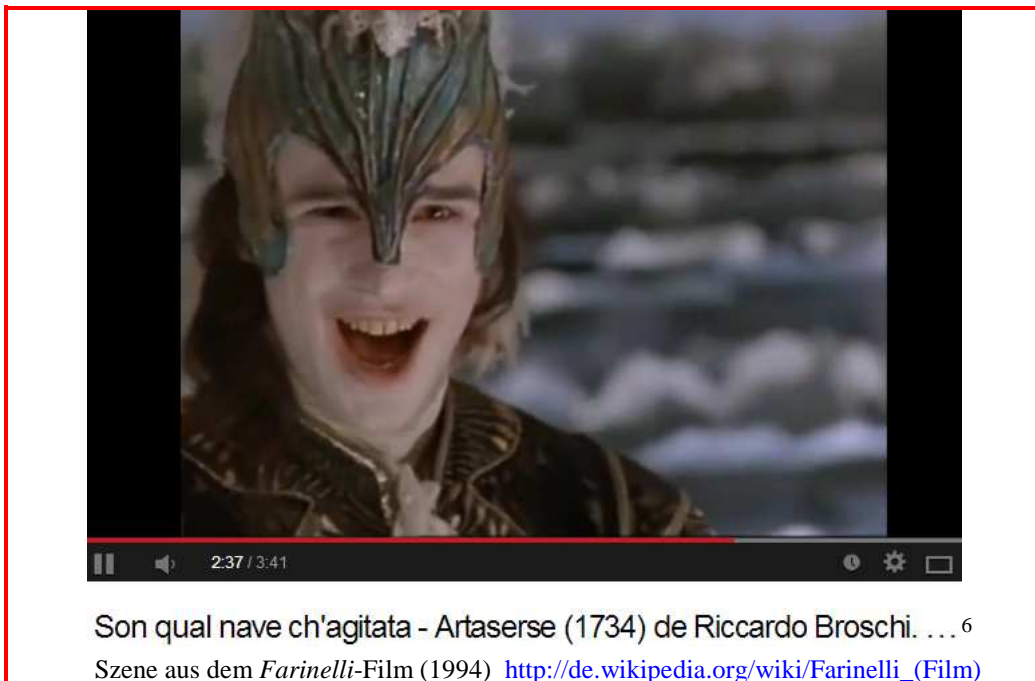 2:37 / 3:41
Son qual nave ch'agitata - Artaserse (1734) de Riccardo Broschi. … 6
Szene aus dem Farinelli-Film (1994) http://de.wikipedia.org/wiki/Farinelli_(Film)